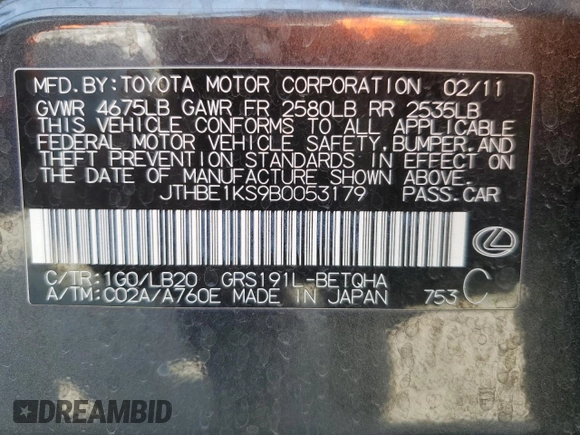 MFD.BY:TOYOTA MOTOR CORPORATION 02/11
GVWR 4675LB GAWR FR 2580LB RR 2535LB
THIS VEHICLE CONFORMS TO ALL APPLICABLE
FEDERAL MOTOR VEHICLE SAFETY,BUMPER,AND
THEFT PREVENTION STANDARDS IN EFFECT ON
THE DATE OF MANUFACTURE SHOWN ABOVE.
JTHBE1KS9B0053179 PASS.CAR
C/TR:1G0/LB20 GRS191L-BETQHA
A/TM:C02A/A760E MADE IN JAPAN 753 C
DREAMBID